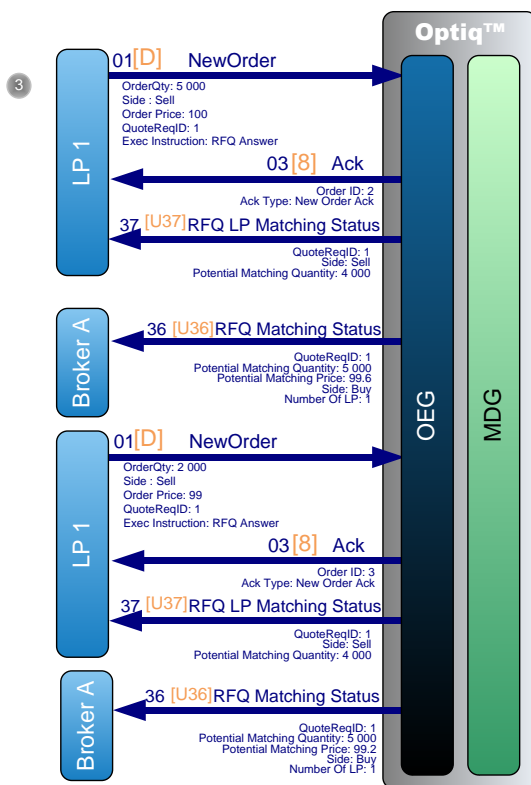 Optiq™
3
01[D] NewOrder
OrderQty: 5 000
Side : Sell
Order Price: 100
QuoteReqID: 1
Exec Instruction: RFQ Answer
LP 1
03 [8] Ack
Order ID: 2
Ack Type: New Order Ack
37 [U37]RFQ LP Matching Status
QuoteReqID: 1
Side: Sell
Potential Matching Quantity: 4 000
Broker A
36 [U36]RFQ Matching Status
QuoteReqID: 1
Potential Matching Quantity: 5 000
Potential Matching Price: 99.6
Side: Buy
Number Of LP: 1
OEG
MDG
01[D] NewOrder
OrderQty: 2 000
Side : Sell
Order Price: 99
QuoteReqID: 1
Exec Instruction: RFQ Answer
LP 1
03 [8] Ack
Order ID: 3
Ack Type: New Order Ack
37 [U37]RFQ LP Matching Status
QuoteReqID: 1
Side: Sell
Potential Matching Quantity: 4 000
Broker A
36 [U36]RFQ Matching Status
QuoteReqID: 1
Potential Matching Quantity: 5 000
Potential Matching Price: 99.2
Side: Buy
Number Of LP: 1